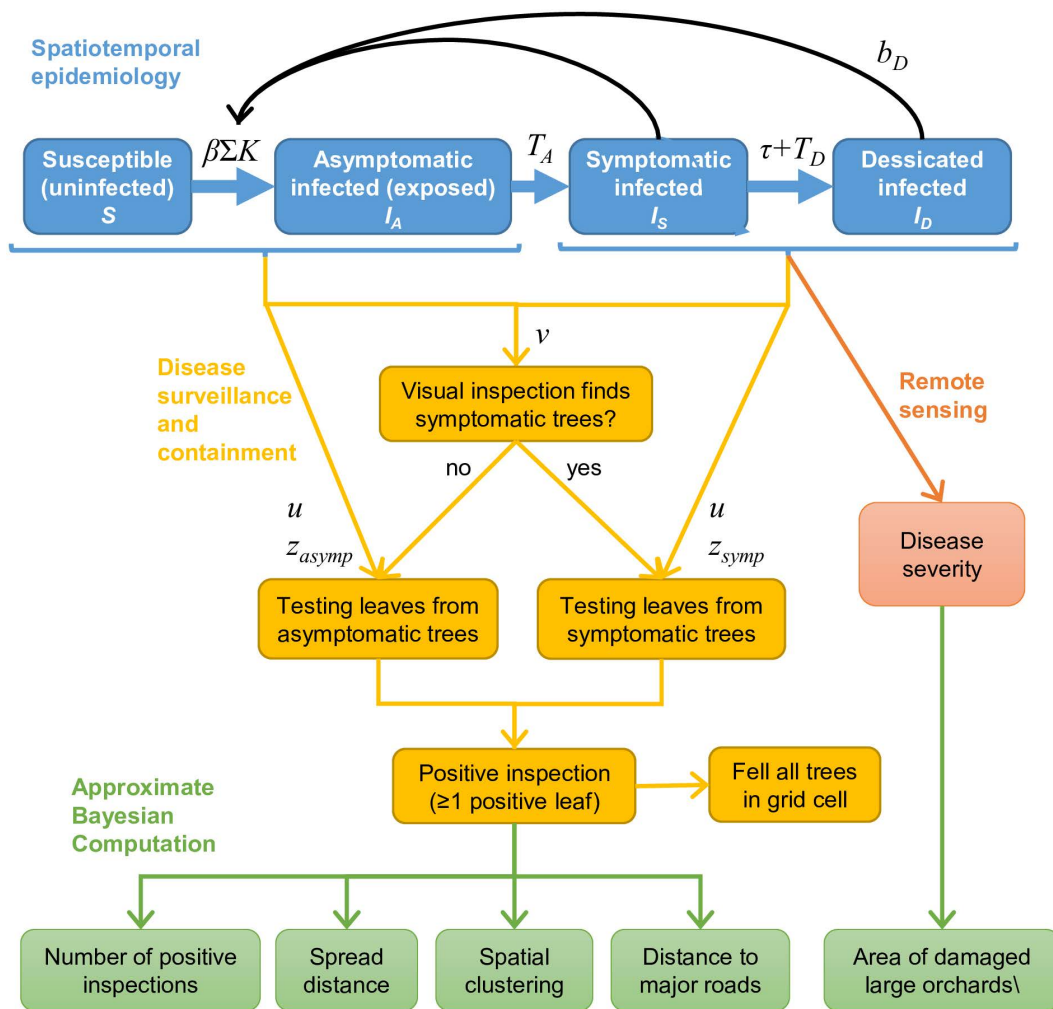 Spatiotemporal
epidemiology
b_D
Susceptible
(uninfected)
S
βΣK
Asymptomatic
infected (exposed)
I_A
T_A
Symptomatic
infected
I_S
τ+T_D
Dessicated
infected
I_D
Disease
surveillance
and
containment
v
Visual inspection finds
symptomatic trees?
Remote
sensing
no
yes
u
z_asymp
u
z_symp
Disease
severity
Testing leaves from
asymptomatic trees
Testing leaves from
symptomatic trees
Positive inspection
(≥1 positive leaf)
Fell all trees
in grid cell
Approximate
Bayesian
Computation
Number of positive
inspections
Spread
distance
Spatial
clustering
Distance to
major roads
Area of damaged
large orchards\